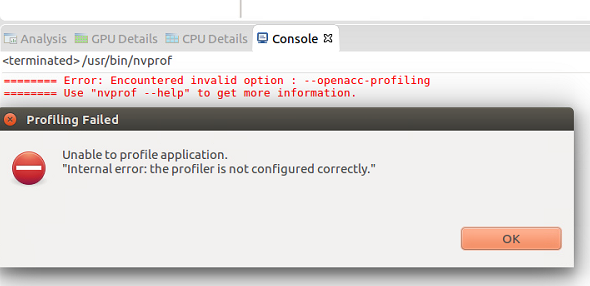 Analysis GPU Details CPU Details Console
<terminated> /usr/bin/nvprof
======== Error: Encountered invalid option : --openacc-profiling
======== Use "nvprof --help" to get more information.
Profiling Failed
Unable to profile application.
"Internal error: the profiler is not configured correctly."
OK